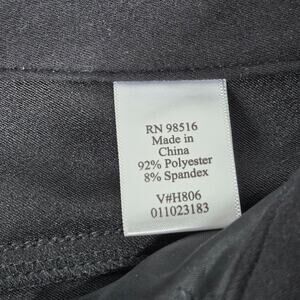 RN 98516
Made in
China
92% Polyester
8% Spandex
V#H806
011023183